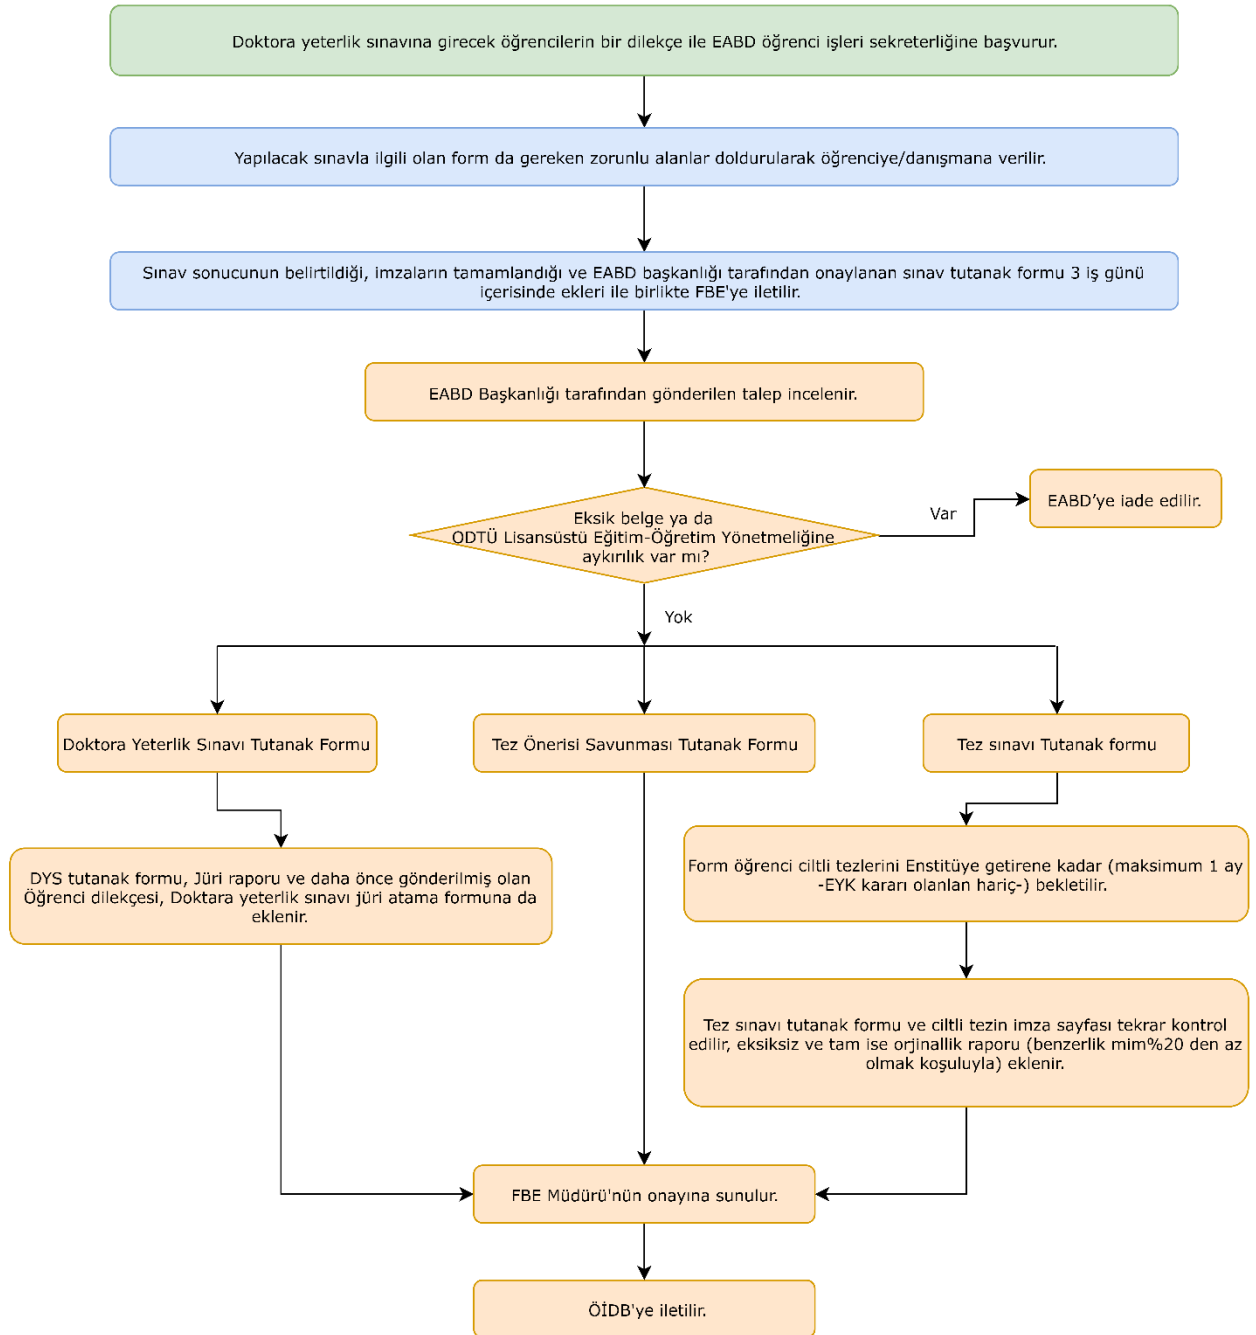 Doktora yeterlik sınavına girecek öğrencilerin bir dilekçe ile EABD öğrenci işleri sekreterliğine başvurur.
Yapılacak sınavla ilgili olan form da gereken zorunlu alanlar doldurularak öğrenciye/danışmana verilir.
Sınav sonucunun belirtildiği, imzaların tamamlandığı ve EABD başkanlığı tarafından onaylanan sınav tutanak formu 3 iş günü
içerisinde ekleri ile birlikte FBE'ye iletilir.
EABD Başkanlığı tarafından gönderilen talep incelenir.
Eksik belge ya da
ODTÜ Lisansüstü Eğitim-Öğretim Yönetmeliğine
aykırılık var mı?
Var
EABD’ye iade edilir.
Yok
Doktora Yeterlik Sınavı Tutanak Formu
Tez Önerisi Savunması Tutanak Formu
Tez sınavı Tutanak formu
DYS tutanak formu, Jüri raporu ve daha önce gönderilmiş olan
Öğrenci dilekçesi, Doktara yeterlik sınavı jüri atama formuna da
eklenir.
Form öğrenci ciltli tezlerini Enstitüye getirene kadar (maksimum 1 ay
-EYK kararı olanlan hariç-) bekletilir.
Tez sınavı tutanak formu ve ciltli tezin imza sayfası tekrar kontrol
edilir, eksiksiz ve tam ise orjinallik raporu (benzerlik mim%20 den az
olmak koşuluyla) eklenir.
FBE Müdürü'nün onayına sunulur.
ÖİDB'ye iletilir.